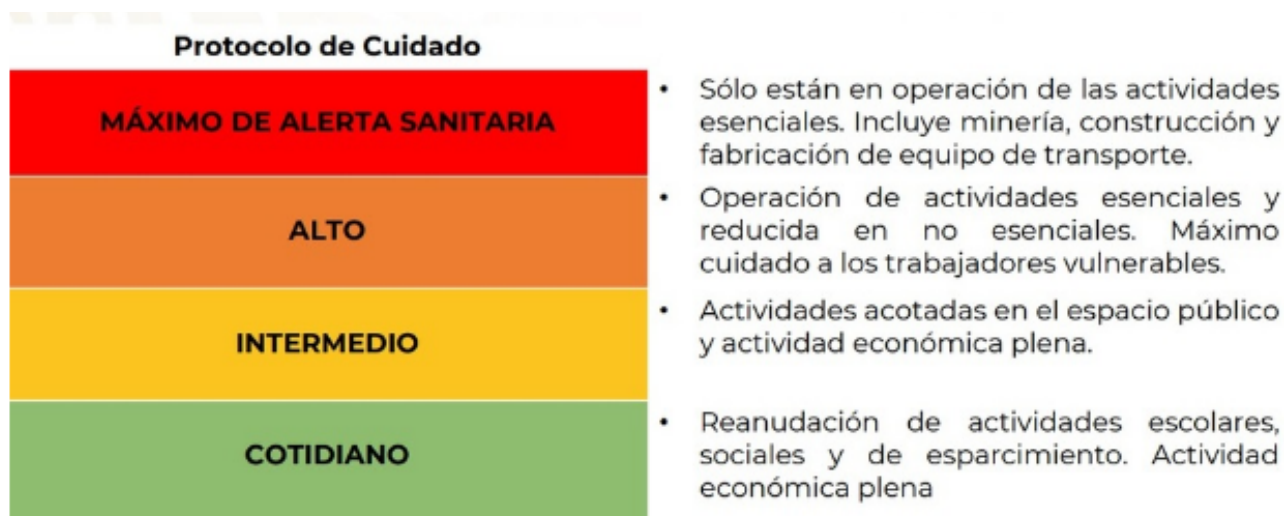 Protocolo de Cuidado
MÁXIMO DE ALERTA SANITARIA
• Sólo están en operación de las actividades
esenciales. Incluye minería, construcción y
fabricación de equipo de transporte.
ALTO
• Operación de actividades esenciales y
reducida en no esenciales. Máximo
cuidado a los trabajadores vulnerables.
INTERMEDIO
• Actividades acotadas en el espacio público
y actividad económica plena.
COTIDIANO
• Reanudación de actividades escolares,
sociales y de esparcimiento. Actividad
económica plena